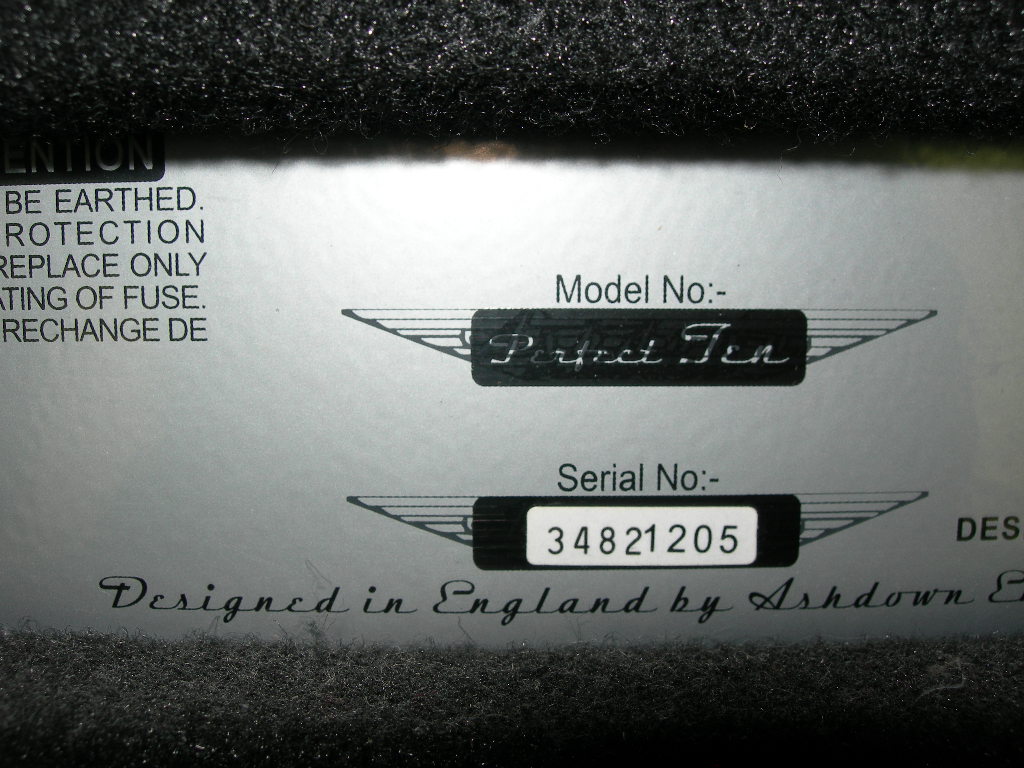 ENTION
BE EARTHED.
ROTECTION
REPLACE ONLY
ATING OF FUSE.
RECHANGE DE
Model No:-
Perfect Ten
Serial No:-
34821205
DES
Designed in England by Ashdown E